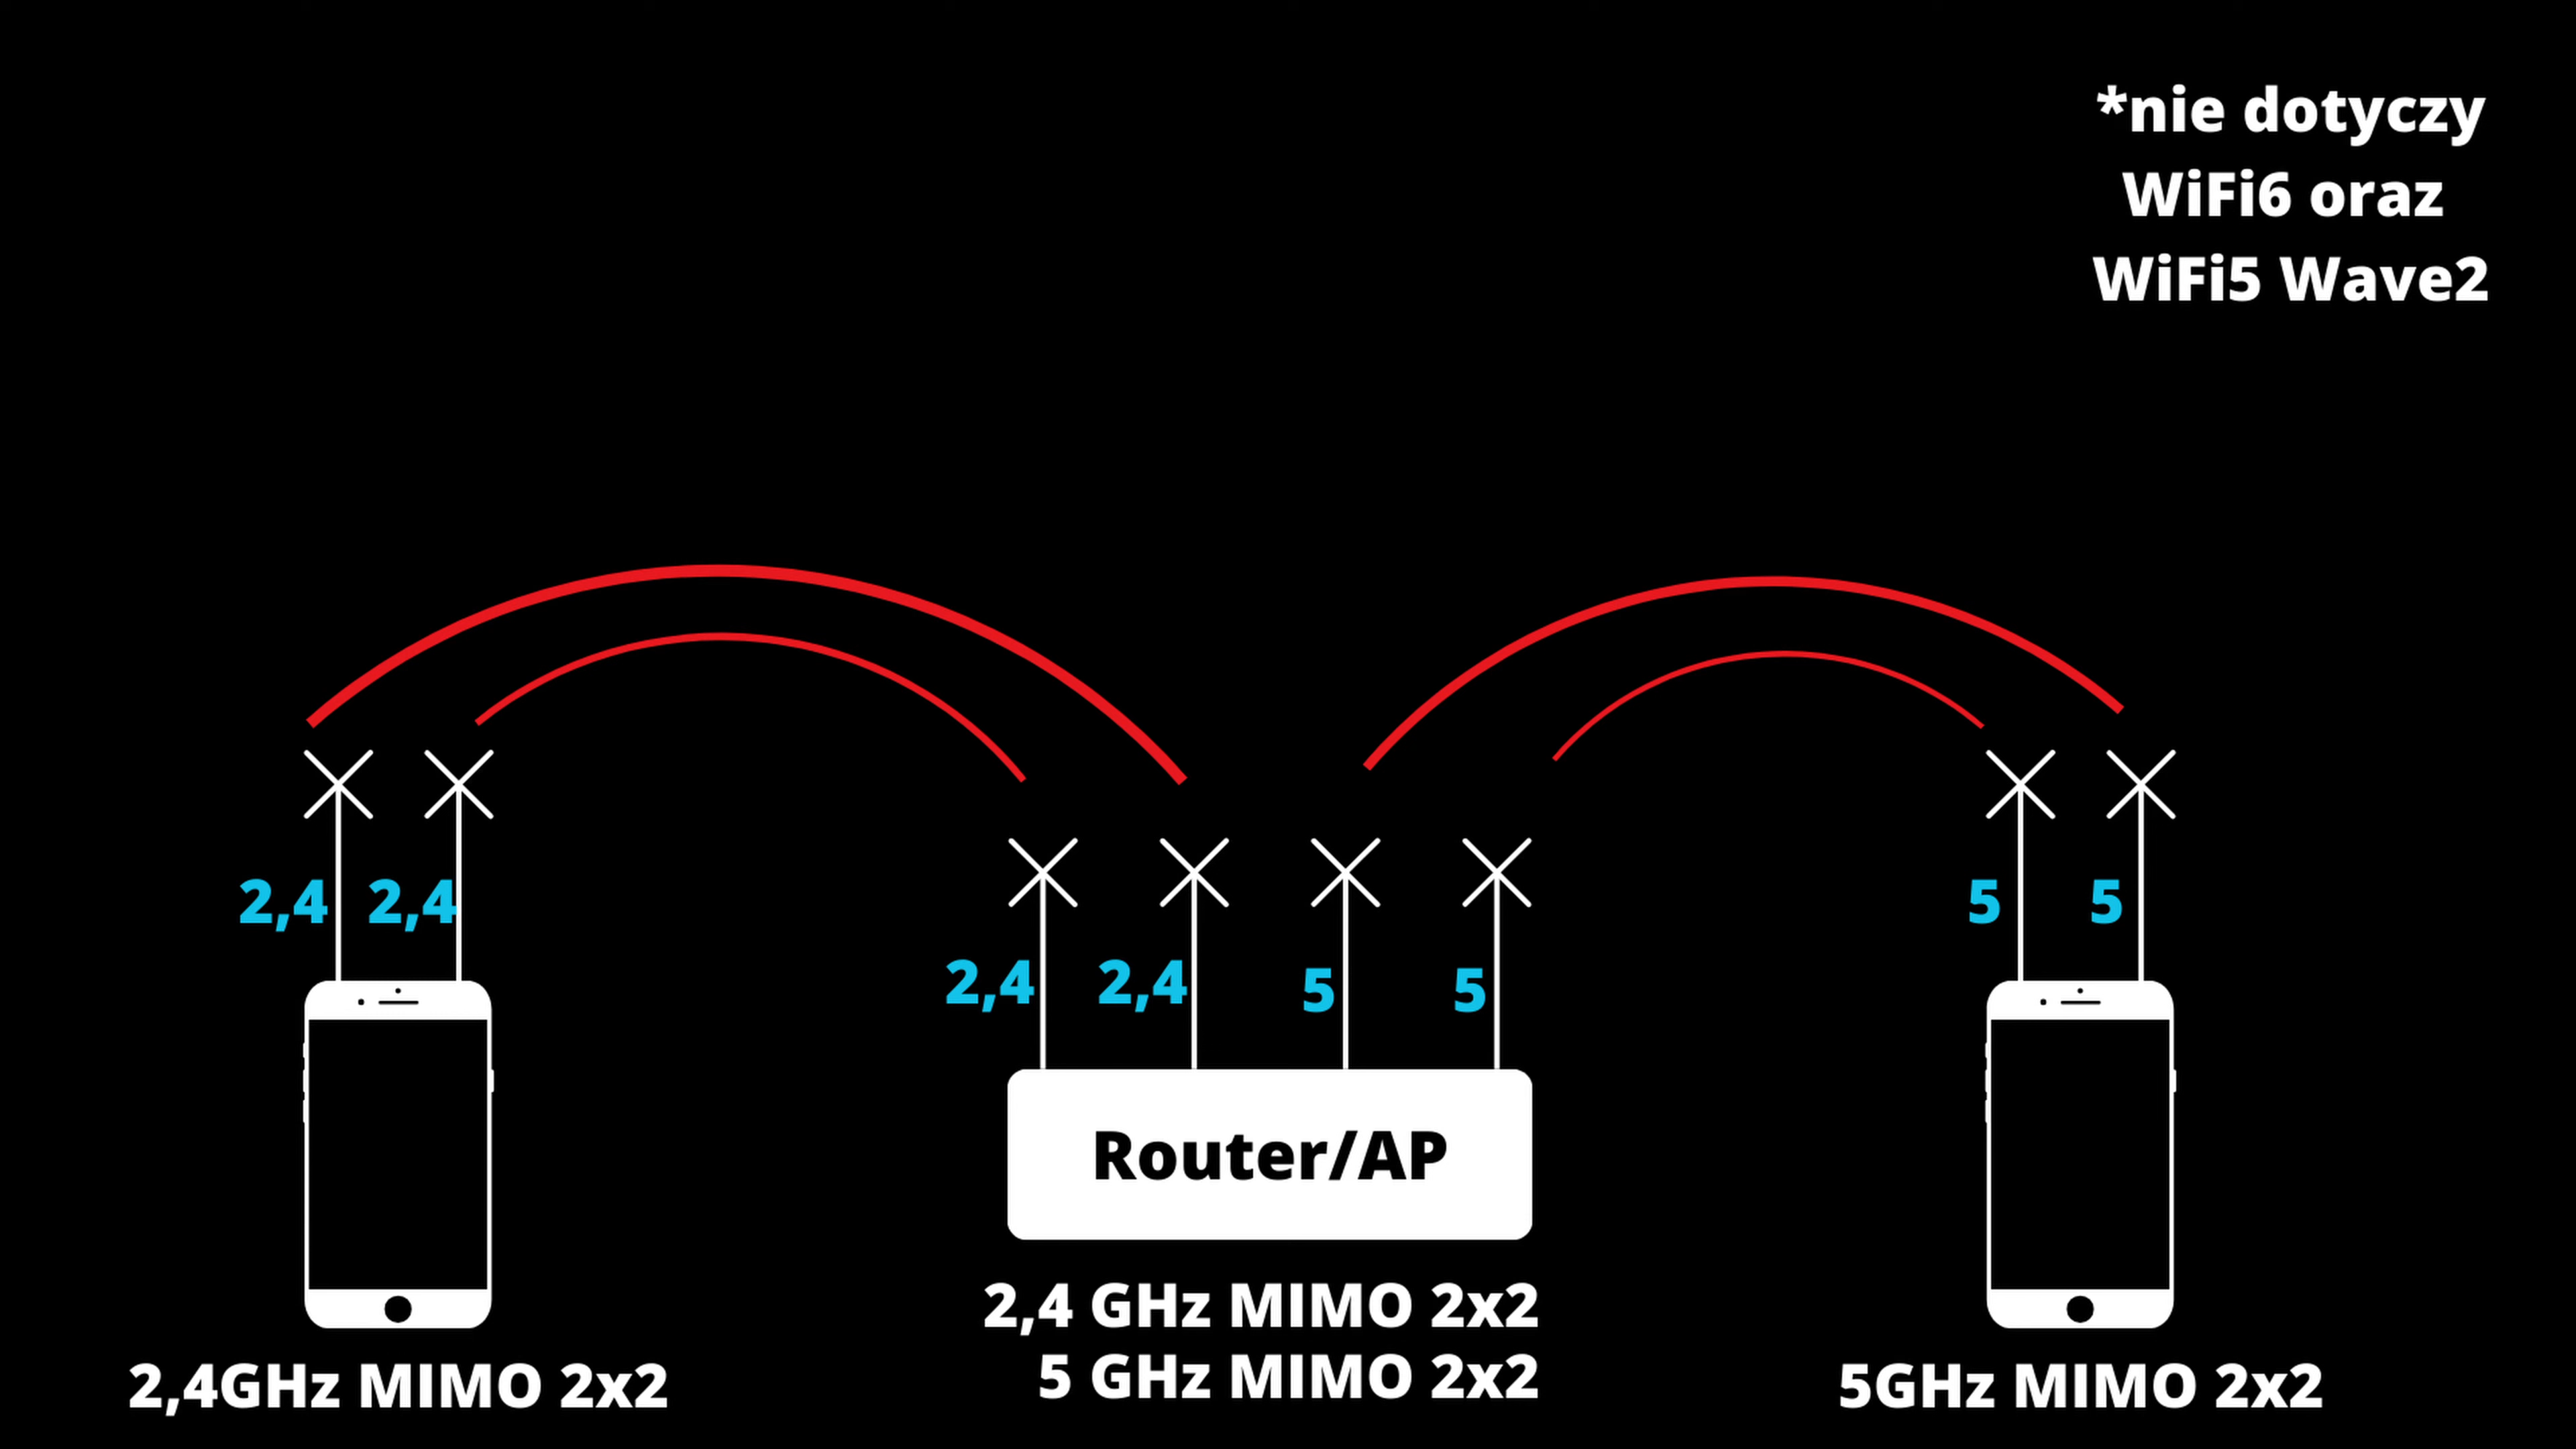 *nie dotyczy
WiFi6 oraz
WiFi5 Wave2
2,4 2,4
5 5
2,4 2,4 5 5
Router/AP
2,4 GHz MIMO 2x2
5 GHz MIMO 2x2
2,4GHz MIMO 2x2
5GHz MIMO 2x2